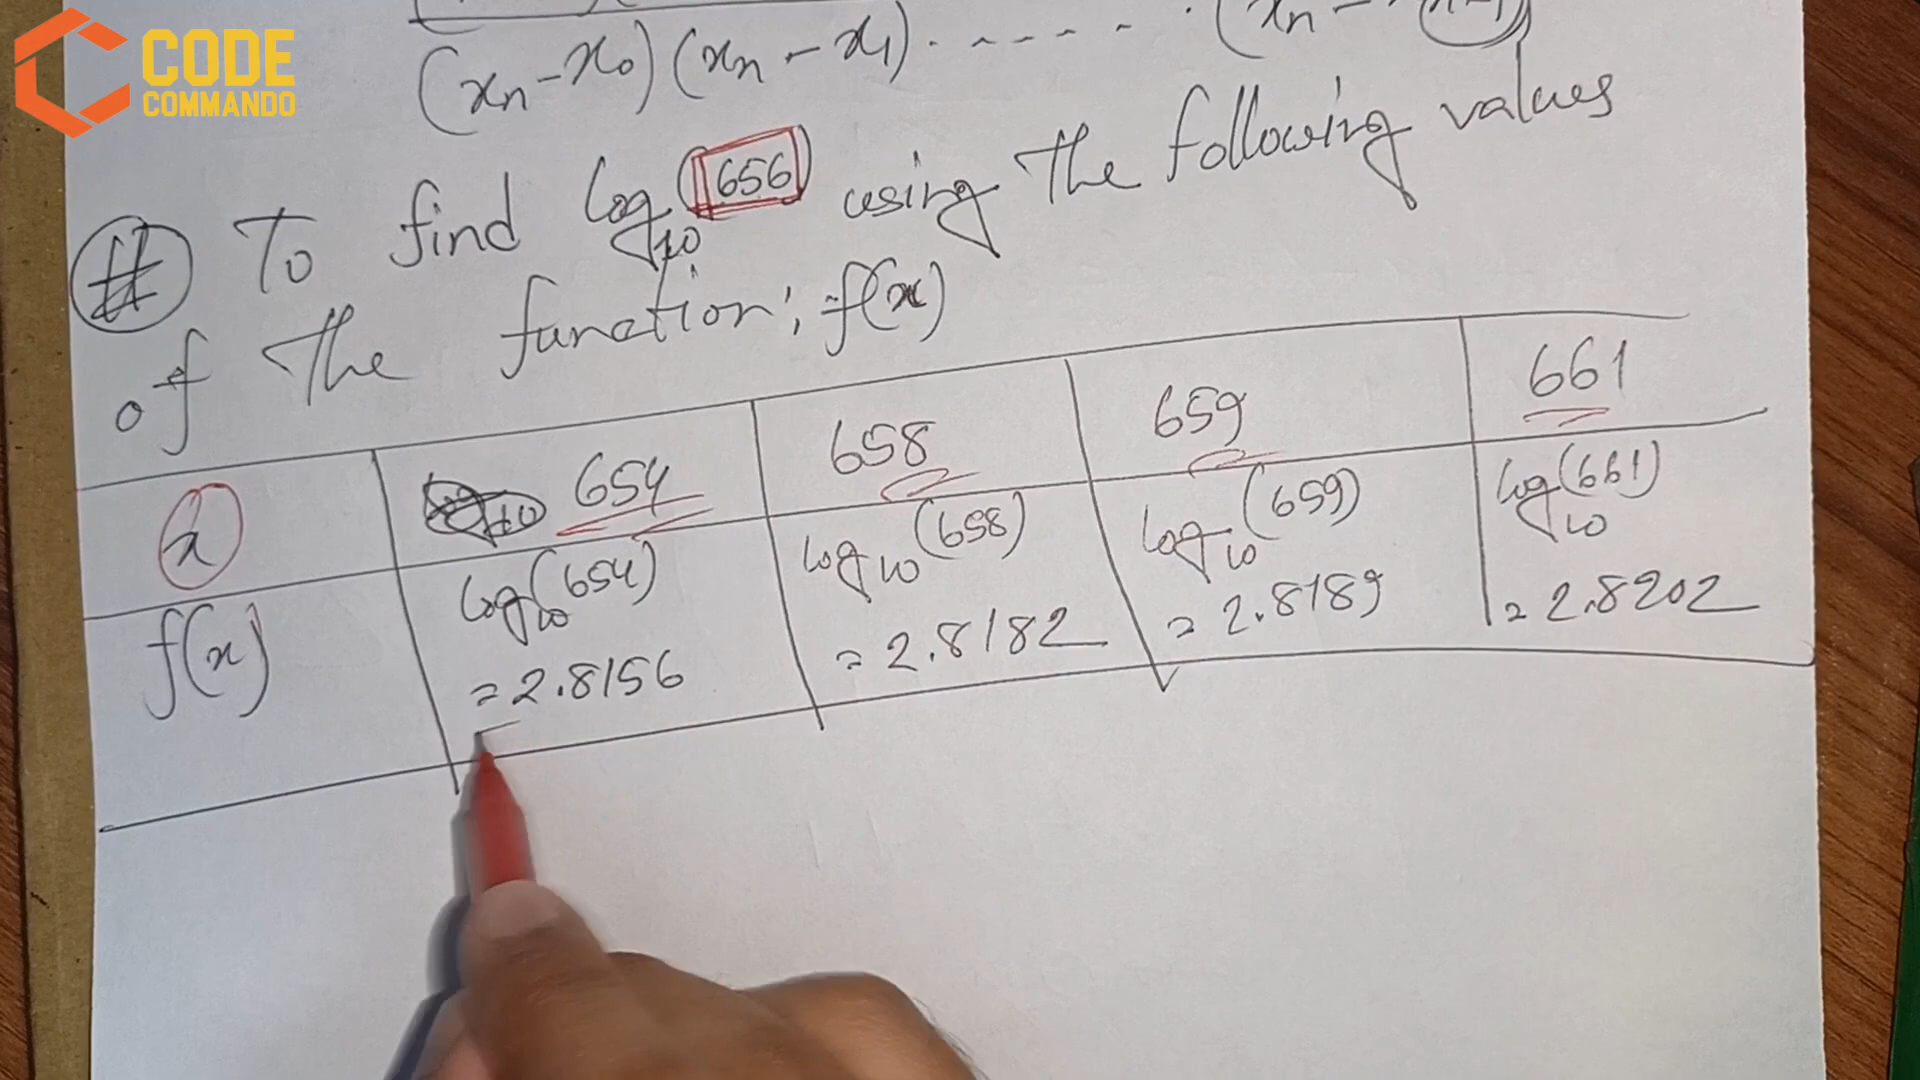 CODE
COMMANDO
(xn-x0)(xn-x1).----- .(xn-
# To find log10(656) using the following values
of the function; f(x)
x 654 658 659 661
f(x) log10(654) log10(658) log10(659) log10(661)
=2.8156 =2.8182 =2.8189 =2.8202